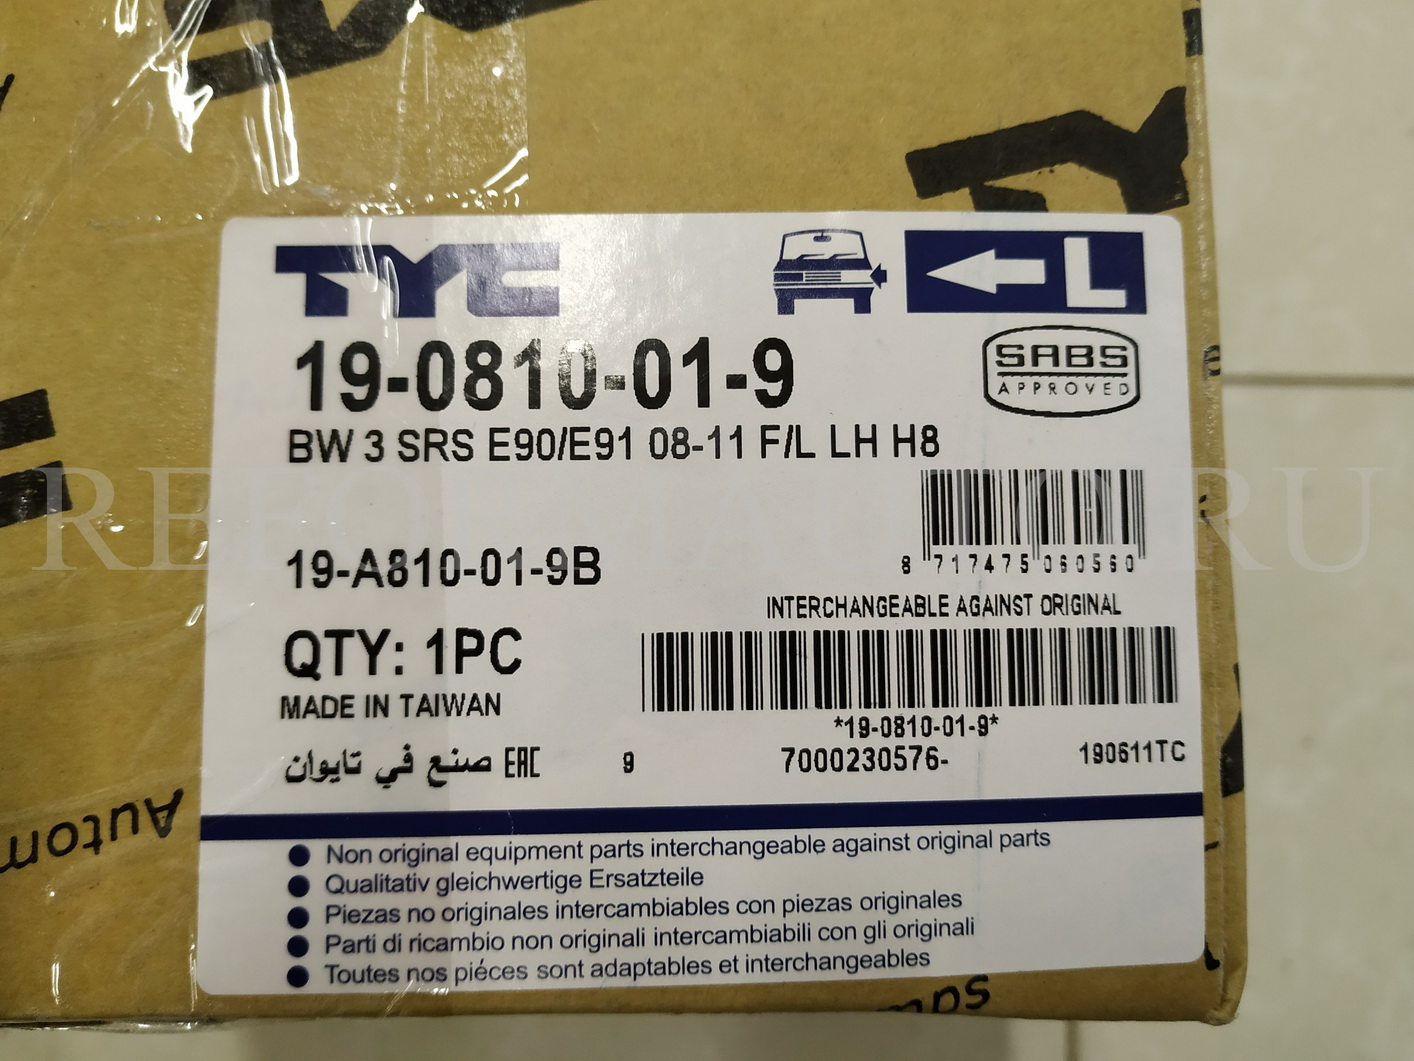 TYC
L
19-0810-01-9
SABS
APPROVED
BW 3 SRS E90/E91 08-11 F/L LH H8
8 717475 060560
19-A810-01-9B
INTERCHANGEABLE AGAINST ORIGINAL
QTY: 1PC
MADE IN TAIWAN
*19-0810-01-9*
صنع في تايوان EAC
9
7000230576-
190611TC
Autom
Non original equipment parts interchangeable against original parts
Qualitativ gleichwertige Ersatzteile
Piezas no originales intercambiables con piezas originales
Parti di ricambio non originali intercambiabili con gli originali
Toutes nos piéces sont adaptables et interchangeables